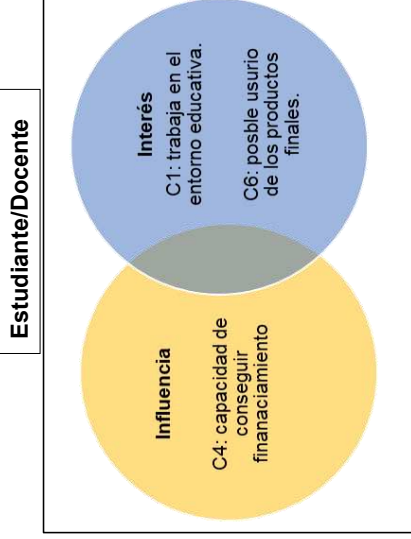 Estudiante/Docente
Influencia
C4: capacidad de
conseguir
finanaciamiento
Interés
C1: trabaja en el
entorno educativa.
C6: posble usurio
de los productos
finales.